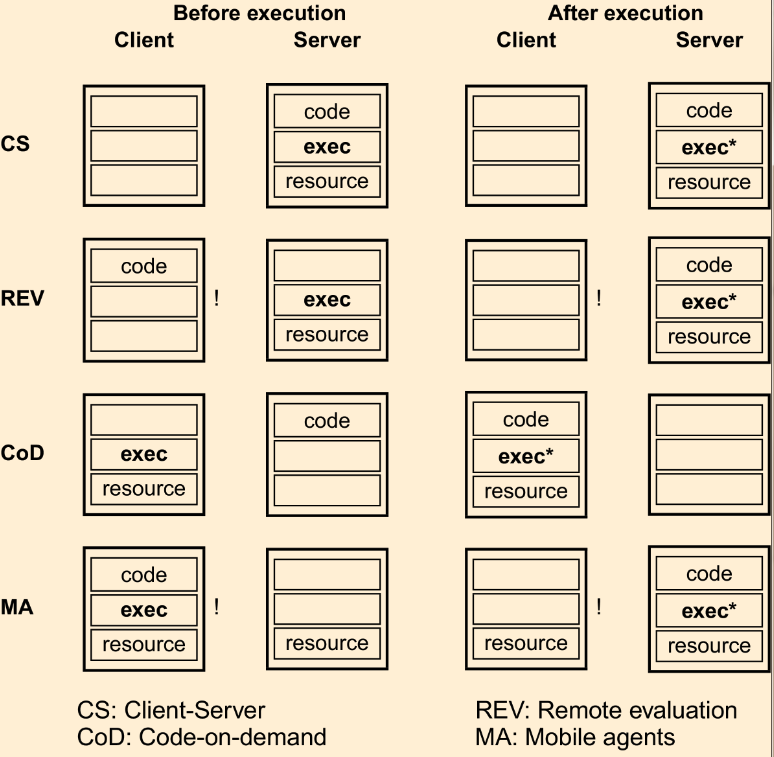 Before execution After execution
Client Server Client Server
code code
CS exec exec*
resource resource
code code
REV ! exec ! exec*
resource resource
code code
CoD exec exec*
resource resource
code code
MA exec ! ! exec*
resource resource resource resource
CS: Client-Server REV: Remote evaluation
CoD: Code-on-demand MA: Mobile agents